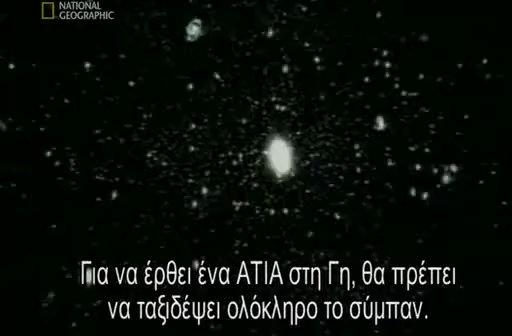 NATIONAL
GEOGRAPHIC
Για να έρθει ένα ΑΤΙΑ στη Γη, θα πρέπει
να ταξιδέψει ολόκληρο το σύμπαν.